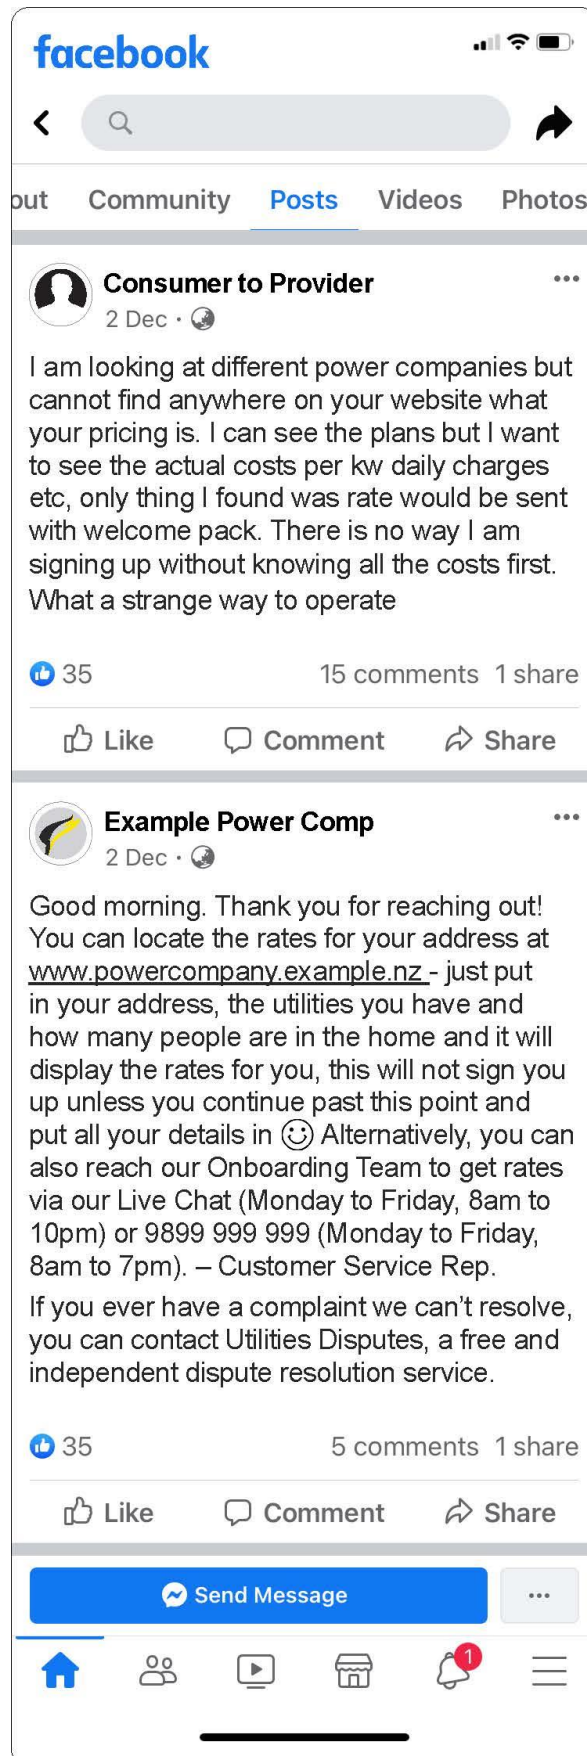 facebook
out Community Posts Videos Photos
Consumer to Provider
2 Dec ·
I am looking at different power companies but
cannot find anywhere on your website what
your pricing is. I can see the plans but I want
to see the actual costs per kw daily charges
etc, only thing I found was rate would be sent
with welcome pack. There is no way I am
signing up without knowing all the costs first.
What a strange way to operate
35 15 comments 1 share
Like Comment Share
Example Power Comp
2 Dec ·
Good morning. Thank you for reaching out!
You can locate the rates for your address at
www.powercompany.example.nz - just put
in your address, the utilities you have and
how many people are in the home and it will
display the rates for you, this will not sign you
up unless you continue past this point and
put all your details in ☺ Alternatively, you can
also reach our Onboarding Team to get rates
via our Live Chat (Monday to Friday, 8am to
10pm) or 9899 999 999 (Monday to Friday,
8am to 7pm). – Customer Service Rep.
If you ever have a complaint we can't resolve,
you can contact Utilities Disputes, a free and
independent dispute resolution service.
35 5 comments 1 share
Like Comment Share
Send Message
1